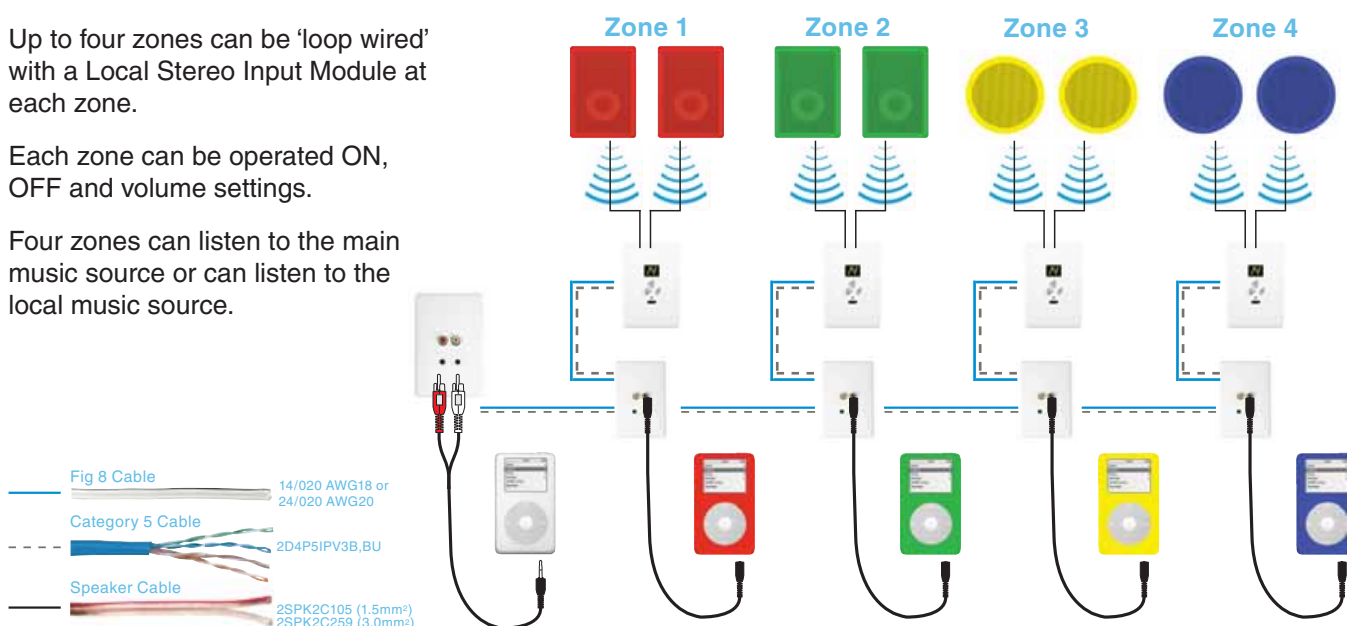 Up to four zones can be ‘loop wired’
with a Local Stereo Input Module at
each zone.
Each zone can be operated ON,
OFF and volume settings.
Four zones can listen to the main
music source or can listen to the
local music source.
Zone 1
Zone 2
Zone 3
Zone 4
Fig 8 Cable
14/020 AWG18 or
24/020 AWG20
Category 5 Cable
2D4P5IPV3B,BU
Speaker Cable
2SPK2C105 (1.5mm²)
2SPK2C259 (3.0mm²)